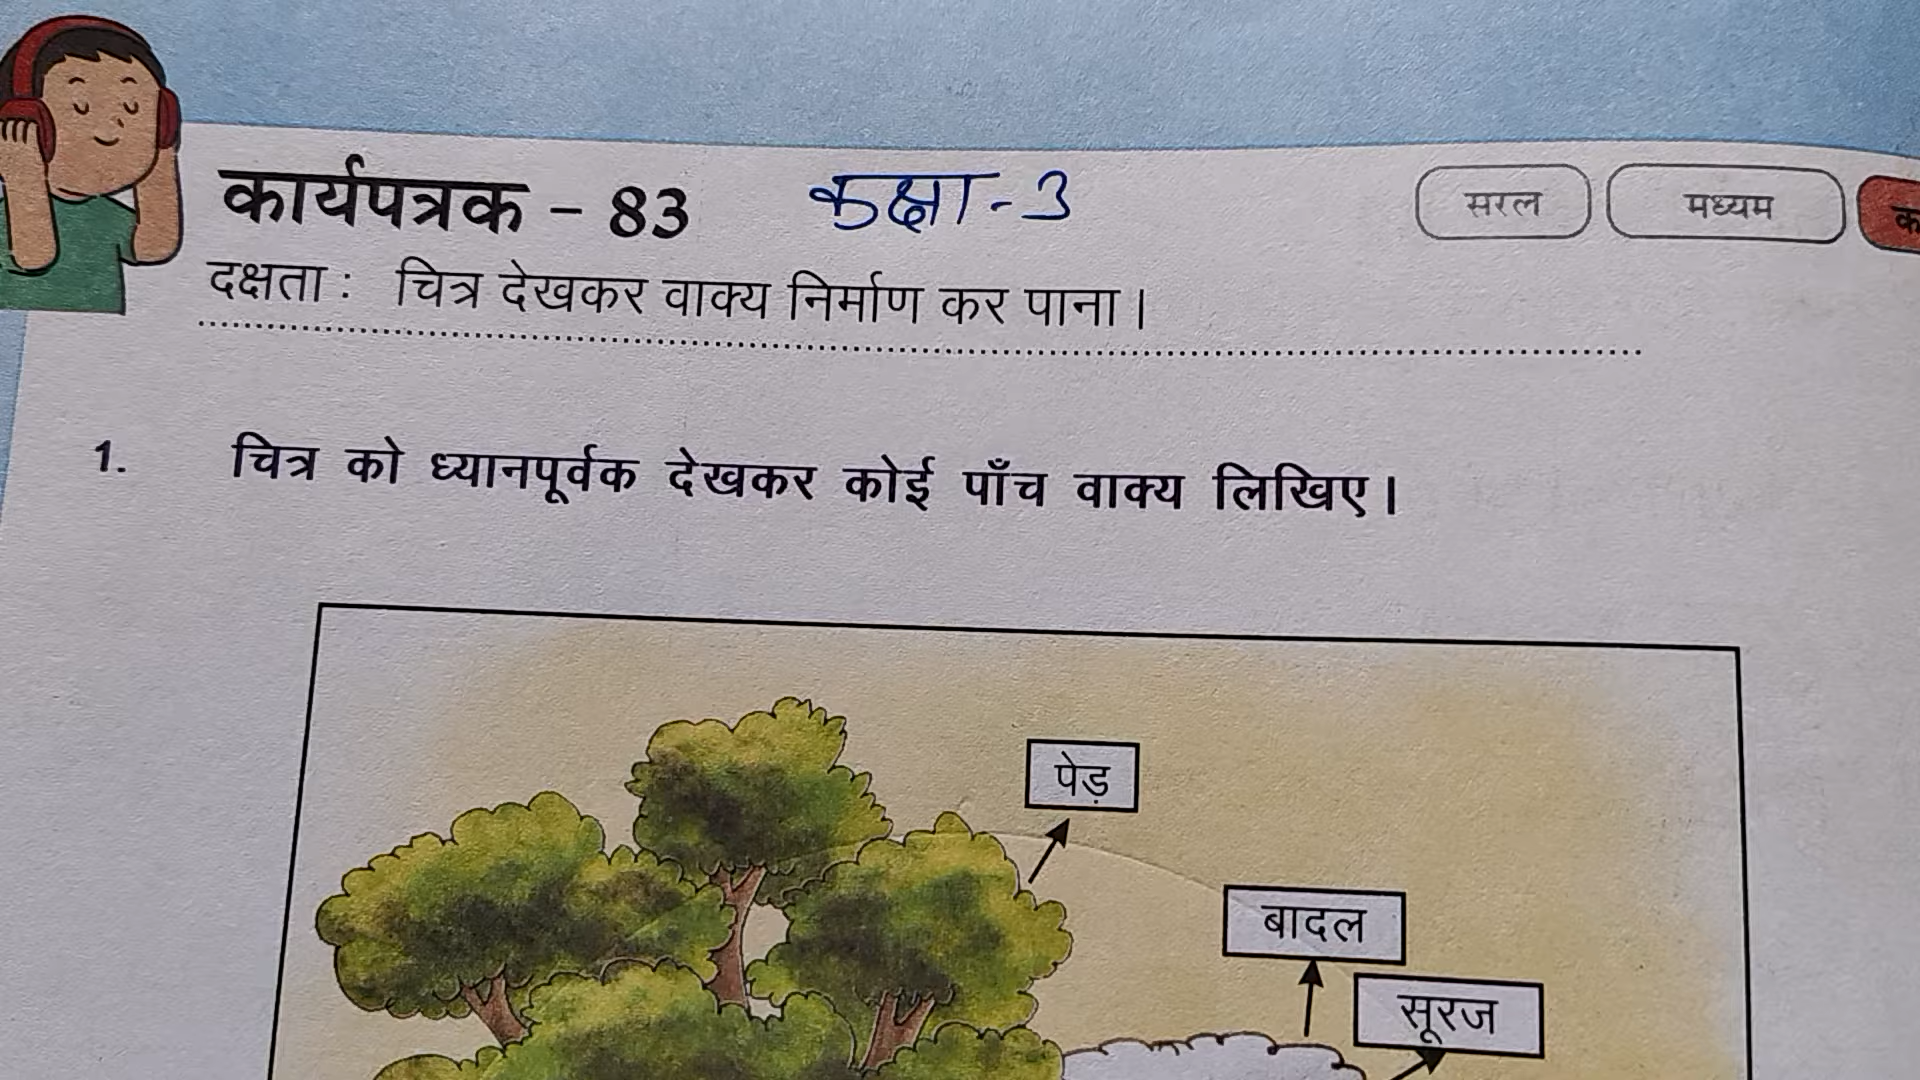 कार्यपत्रक – 83 कक्षा - 3
सरल मध्यम
दक्षता : चित्र देखकर वाक्य निर्माण कर पाना।
1. चित्र को ध्यानपूर्वक देखकर कोई पाँच वाक्य लिखिए।
पेड़
बादल
सूरज